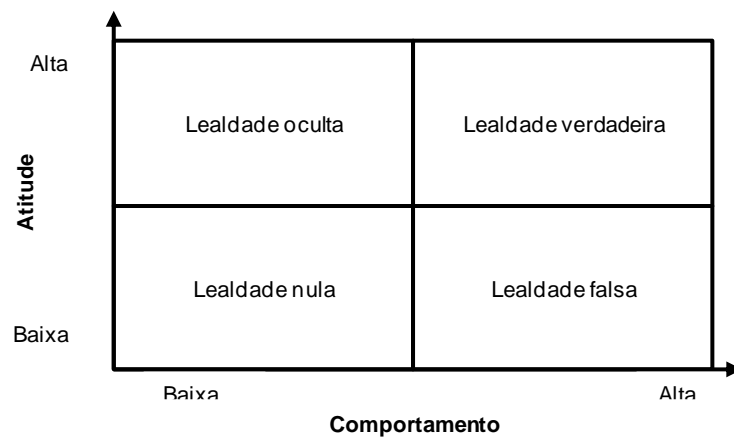 Alta
Lealdade oculta
Lealdade verdadeira
Atitude
Lealdade nula
Lealdade falsa
Baixa
Baixa
Alta
Comportamento